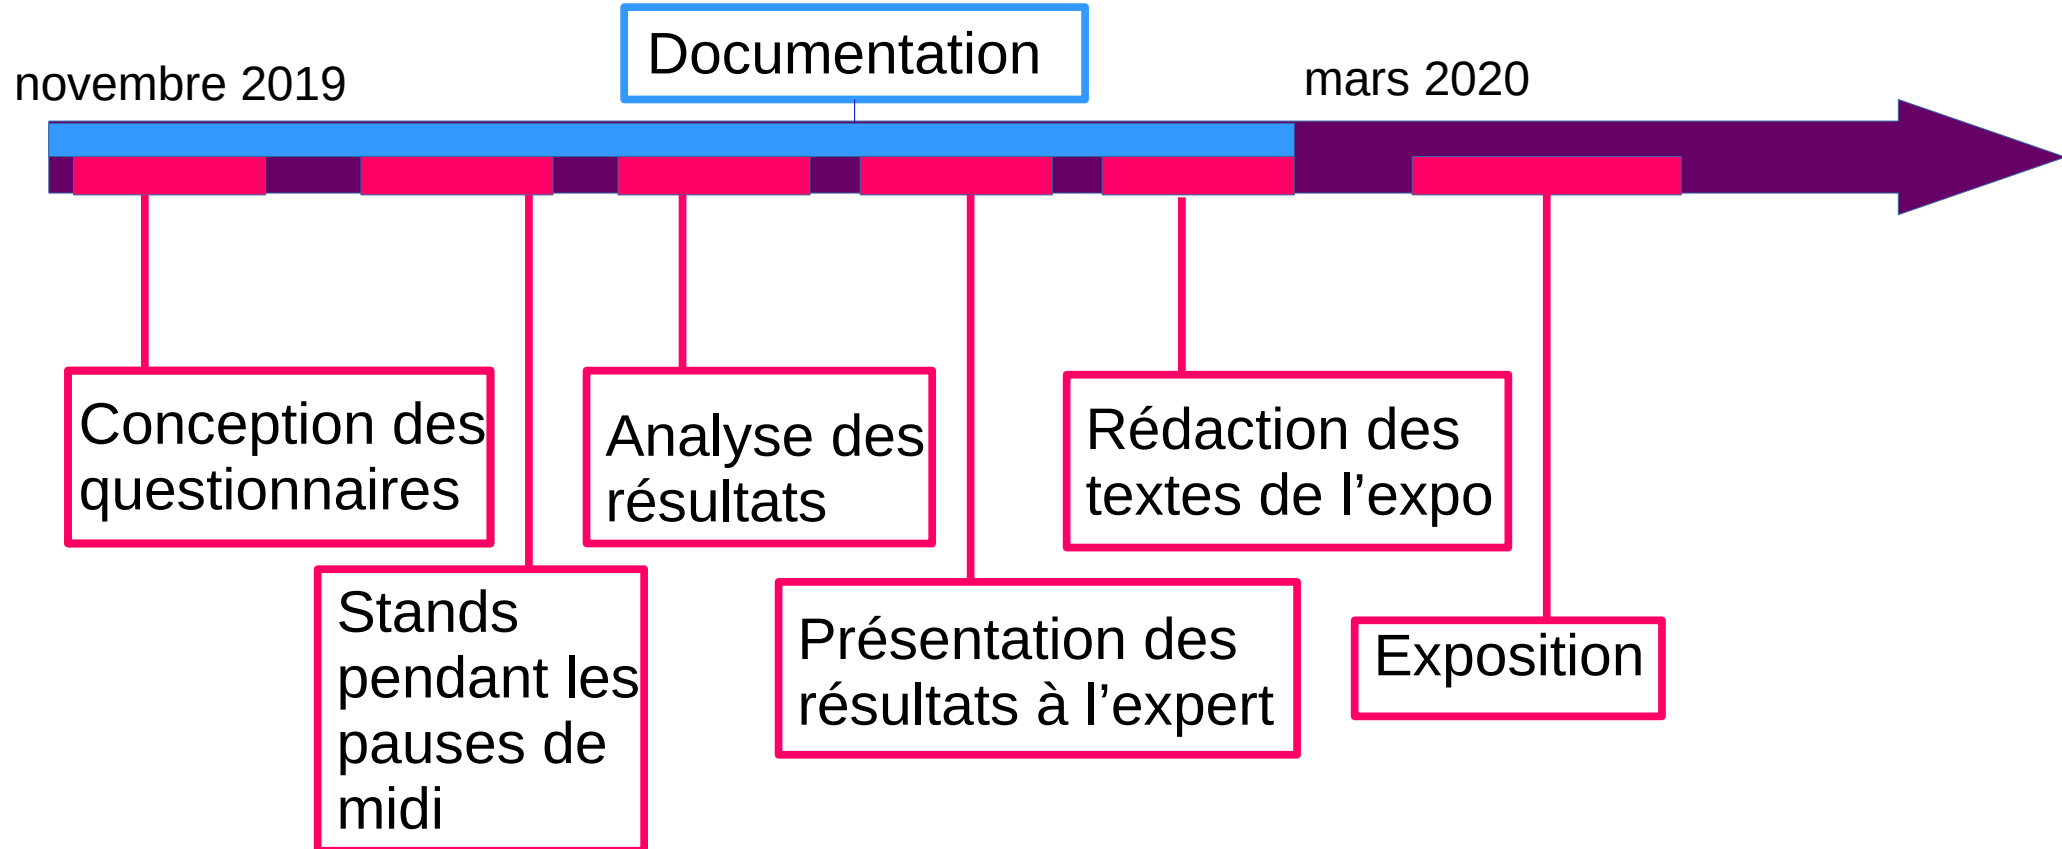 Documentation
novembre 2019
mars 2020
Conception des
questionnaires
Stands
pendant les
pauses de
midi
Analyse des
résultats
Présentation des
résultats à l’expert
Rédaction des
textes de l’expo
Exposition